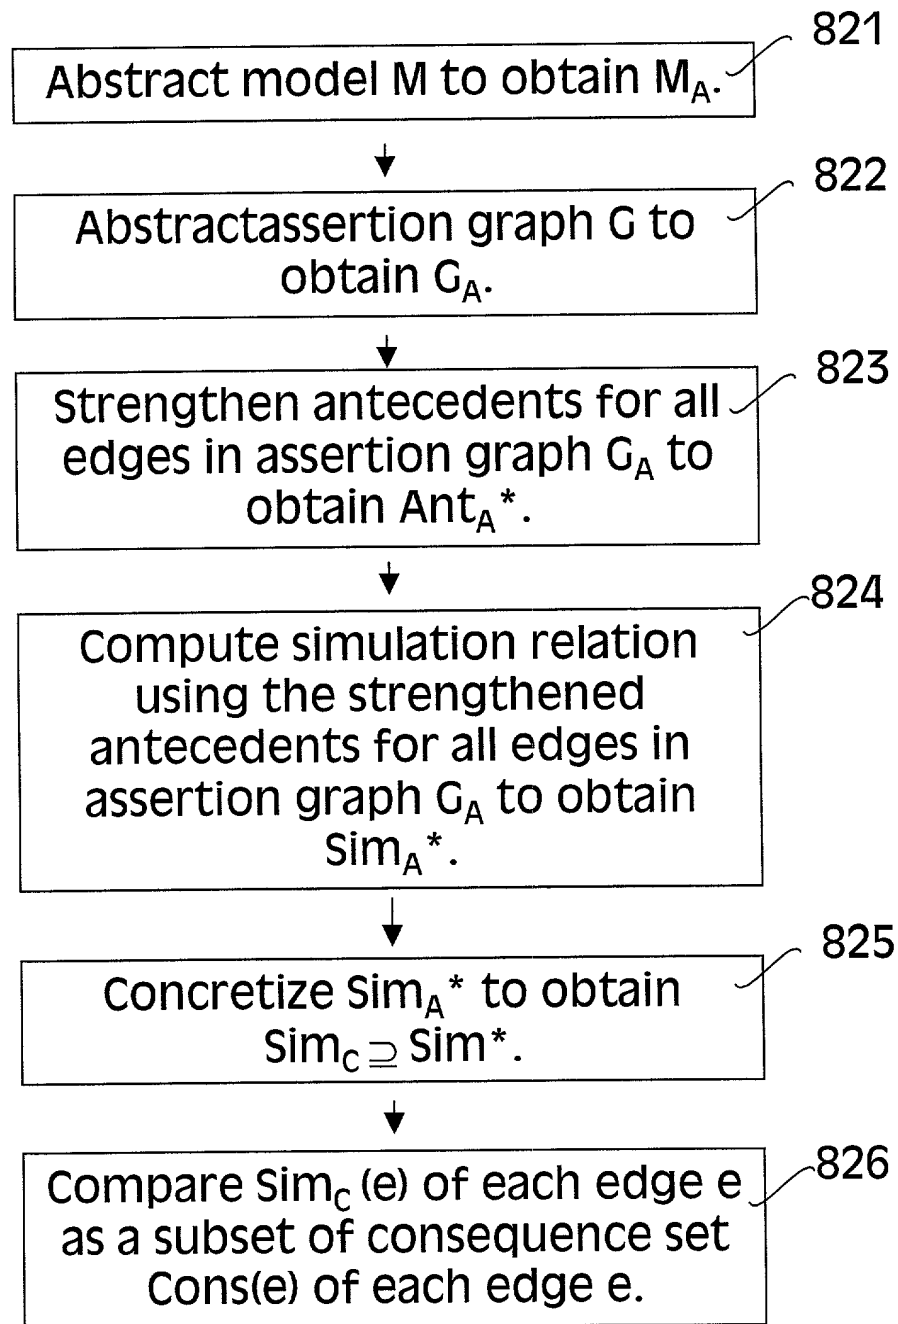 821
Abstract model M to obtain M_A.
822
Abstractassertion graph G to
obtain G_A.
823
Strengthen antecedents for all
edges in assertion graph G_A to
obtain Ant_A*.
824
Compute simulation relation
using the strengthened
antecedents for all edges in
assertion graph G_A to obtain
Sim_A*.
825
Concretize Sim_A* to obtain
Sim_C ⊇ Sim*.
826
Compare Sim_C (e) of each edge e
as a subset of consequence set
Cons(e) of each edge e.